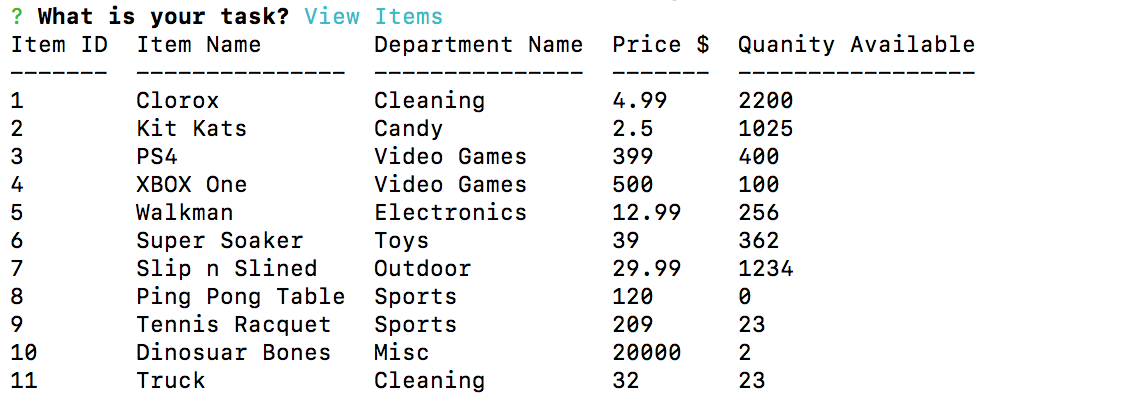 ? What is your task? View Items
Item ID  Item Name        Department Name  Price $  Quanity Available
-------  ---------------  ---------------  -------  -----------------
1        Clorox           Cleaning         4.99     2200
2        Kit Kats         Candy            2.5      1025
3        PS4              Video Games      399      400
4        XBOX One         Video Games      500      100
5        Walkman          Electronics      12.99    256
6        Super Soaker     Toys             39       362
7        Slip n Slined    Outdoor          29.99    1234
8        Ping Pong Table  Sports           120      0
9        Tennis Racquet   Sports           209      23
10       Dinosuar Bones   Misc             20000    2
11       Truck            Cleaning         32       23